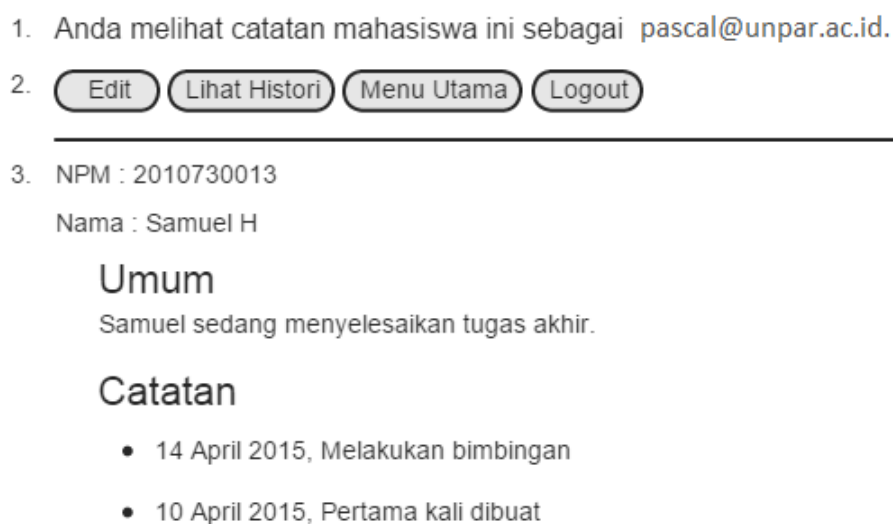 1. Anda melihat catatan mahasiswa ini sebagai pascal@unpar.ac.id.
2. Edit Lihat Histori Menu Utama Logout
3. NPM : 2010730013
Nama : Samuel H
Umum
Samuel sedang menyelesaikan tugas akhir.
Catatan
• 14 April 2015, Melakukan bimbingan
• 10 April 2015, Pertama kali dibuat